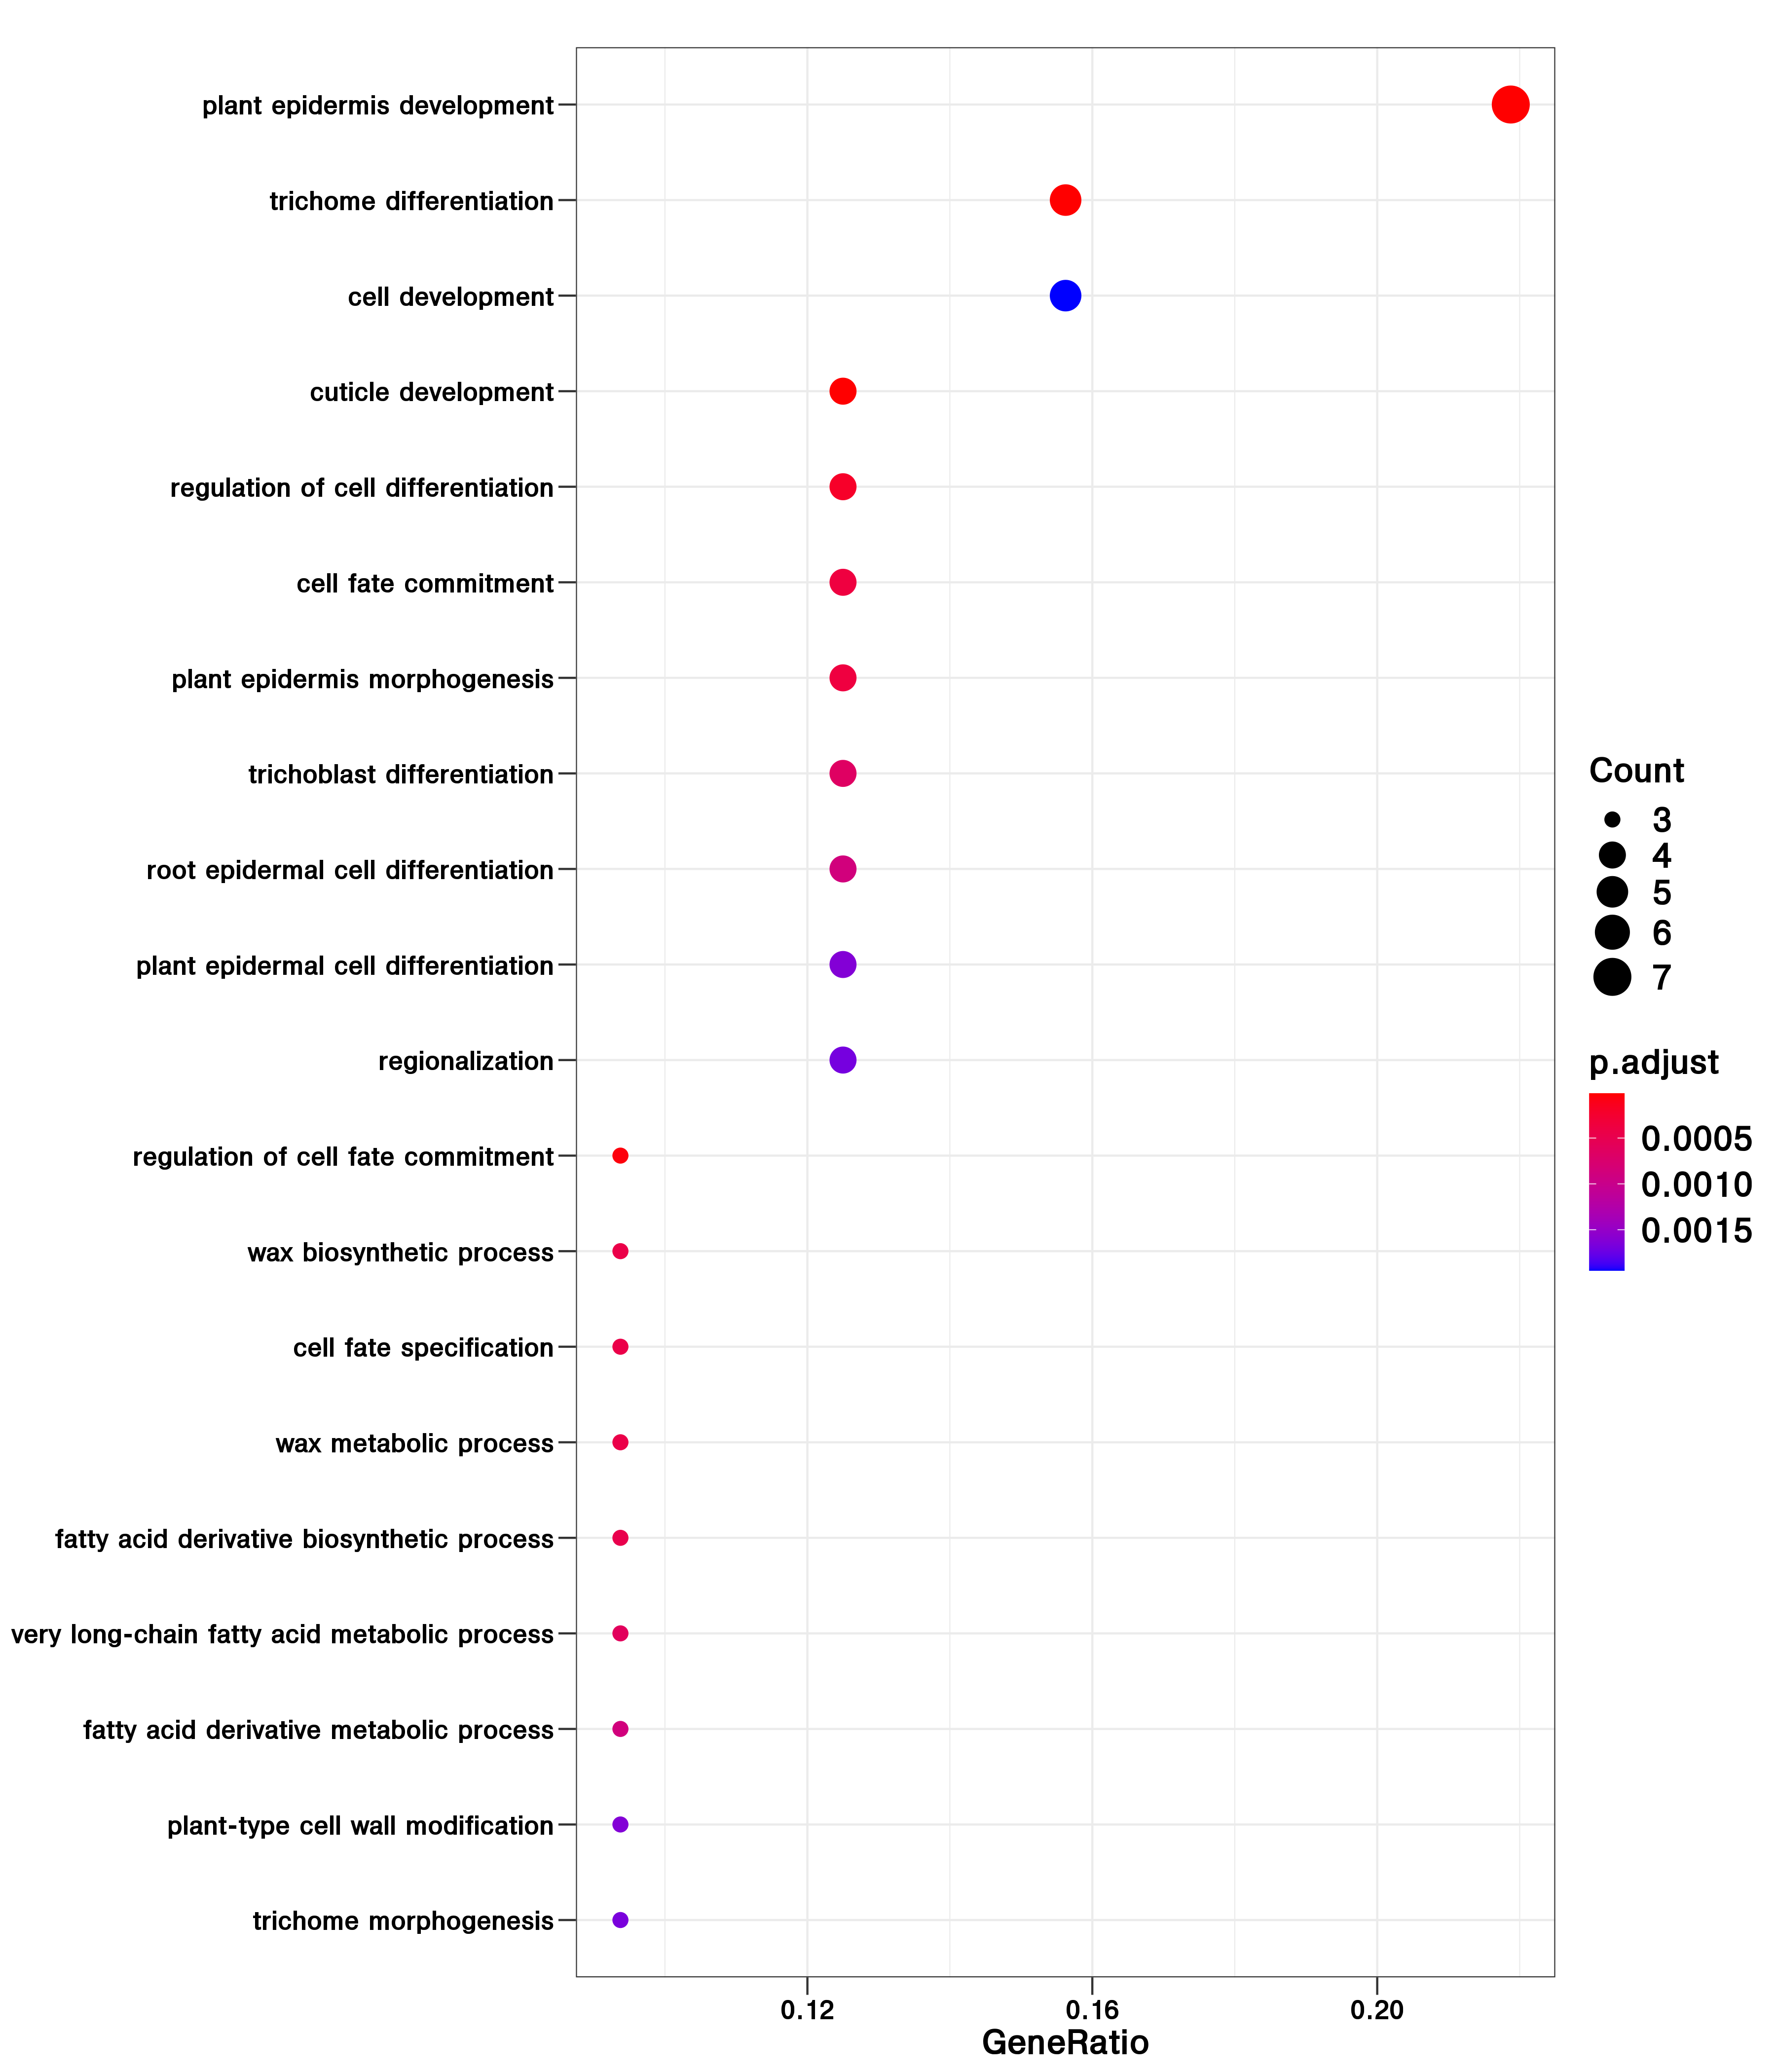 plant epidermis development
trichome differentiation
cell development
cuticle development
regulation of cell differentiation
cell fate commitment
plant epidermis morphogenesis
trichoblast differentiation
root epidermal cell differentiation
plant epidermal cell differentiation
regionalization
regulation of cell fate commitment
wax biosynthetic process
cell fate specification
wax metabolic process
fatty acid derivative biosynthetic process
very long-chain fatty acid metabolic process
fatty acid derivative metabolic process
plant-type cell wall modification
trichome morphogenesis
0.12 0.16 0.20
GeneRatio
Count
3
4
5
6
7
p.adjust
0.0005
0.0010
0.0015